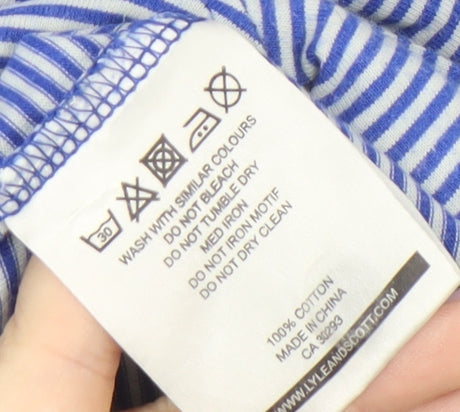 30
WASH WITH SIMILAR COLOURS
DO NOT BLEACH
DO NOT TUMBLE DRY
MED IRON
DO NOT IRON MOTIF
DO NOT DRY CLEAN
100% COTTON
MADE IN CHINA
CA 30293
WWW.LYLEANDSCOTT.COM